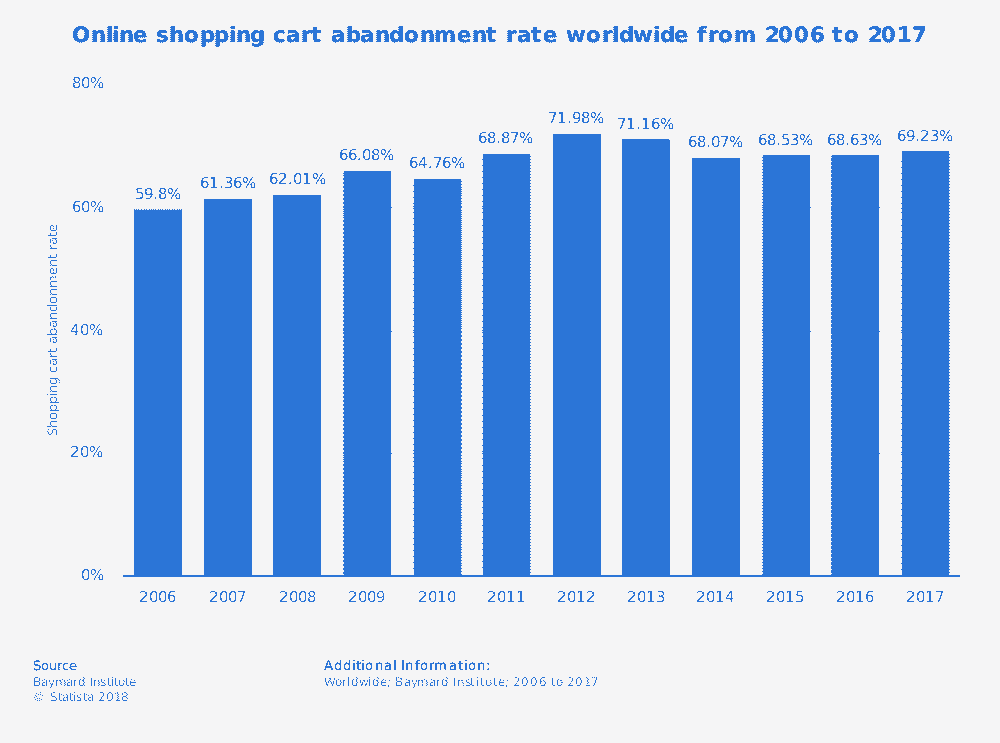 Online shopping cart abandonment rate worldwide from 2006 to 2017
80%
60%
40%
20%
0%
Shopping cart abandonment rate
59.8%
61.36%
62.01%
66.08%
64.76%
68.87%
71.98%
71.16%
68.07%
68.53%
68.63%
69.23%
2006 2007 2008 2009 2010 2011 2012 2013 2014 2015 2016 2017
Source
Baymard Institute
© Statista 2018
Additional Information:
Worldwide; Baymard Institute; 2006 to 2017